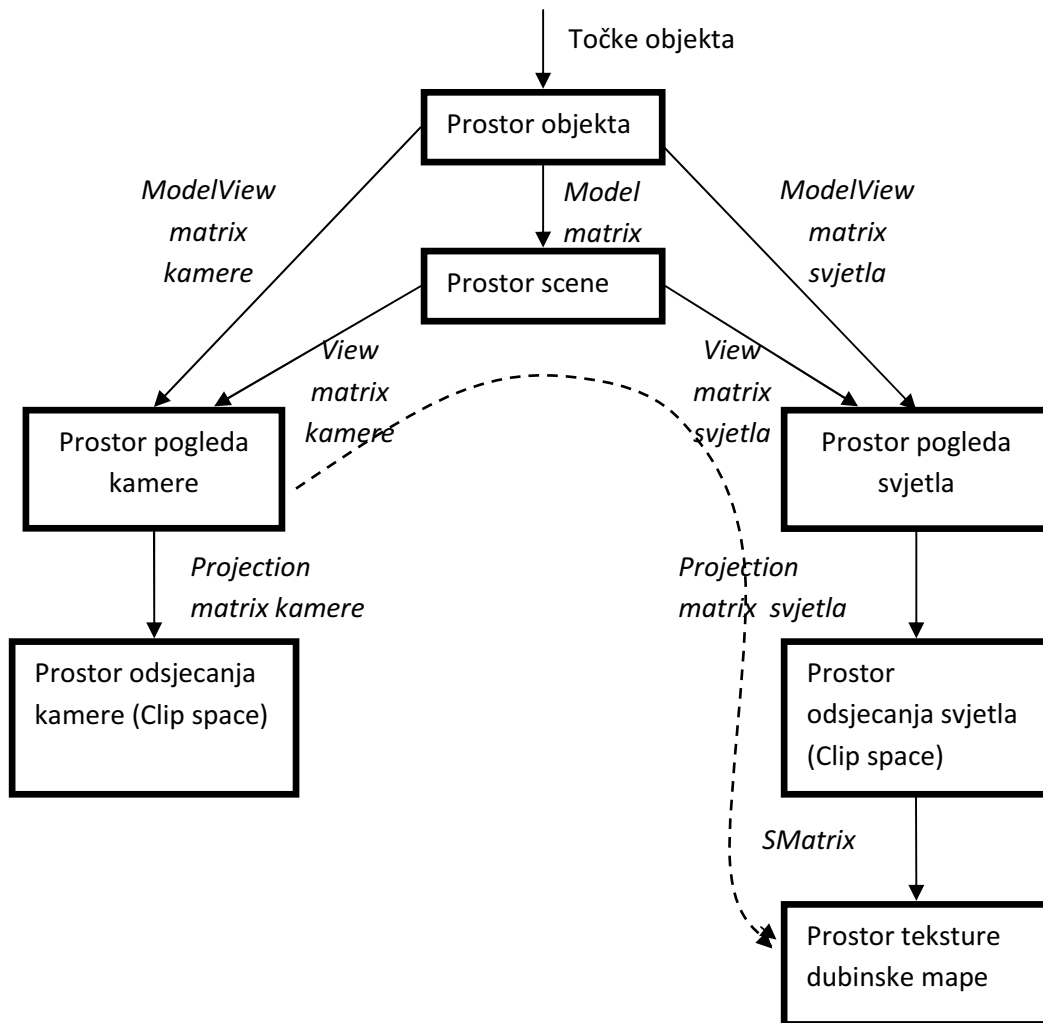 Točke objekta
Prostor objekta
ModelView
matrix
kamere
Model
matrix
ModelView
matrix
svjetla
Prostor scene
View
matrix
kamere
View
matrix
svjetla
Prostor pogleda
kamere
Prostor pogleda
svjetla
Projection
matrix kamere
Projection
matrix svjetla
Prostor odsjecanja
kamere (Clip space)
Prostor
odsjecanja svjetla
(Clip space)
SMatrix
Prostor teksture
dubinske mape